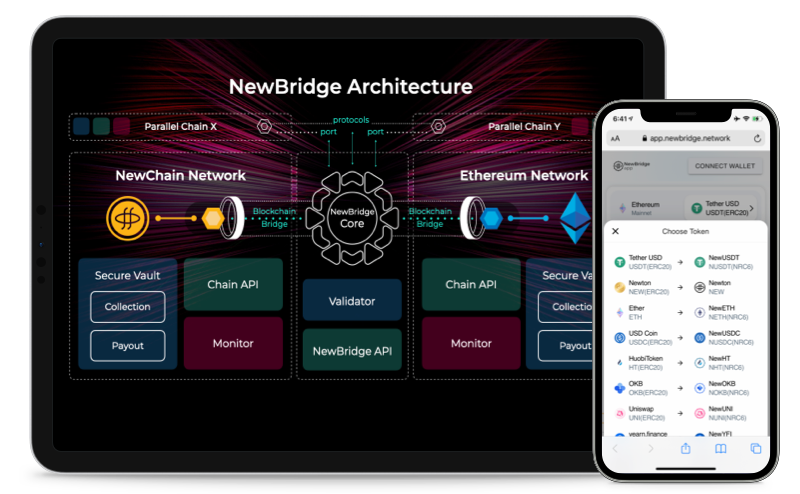 NewBridge Architecture
Parallel Chain X
protocols
port
port
Parallel Chain Y
NewChain Network
Ethereum Network
Blockchain
Bridge
NewBridge
Core
Blockchain
Bridge
Secure Vault
Collection
Payout
Chain API
Monitor
Validator
NewBridge API
Chain API
Monitor
Secure Va
Collectio
Payou
6:41
AA
app.newbridge.network
NewBridge
App
CONNECT WALLET
Ethereum
Mainnet
Tether USD
USDT(ERC20)
Choose Token
Tether USD
USDT(ERC20)
NewUSDT
NUSDT(NRC6)
Newton
NEW(ERC20)
Newton
NEW
Ether
ETH
NewETH
NETH(NRC6)
USD Coin
USDC(ERC20)
NewUSDC
NUSDC(NRC6)
HuobiToken
HT(ERC20)
NewHT
NHT(NRC6)
OKB
OKB(ERC20)
NewOKB
NOKB(NRC6)
Uniswap
UNI(ERC20)
NewUNI
NUNI(NRC6)
yearn.finance
NewYFI